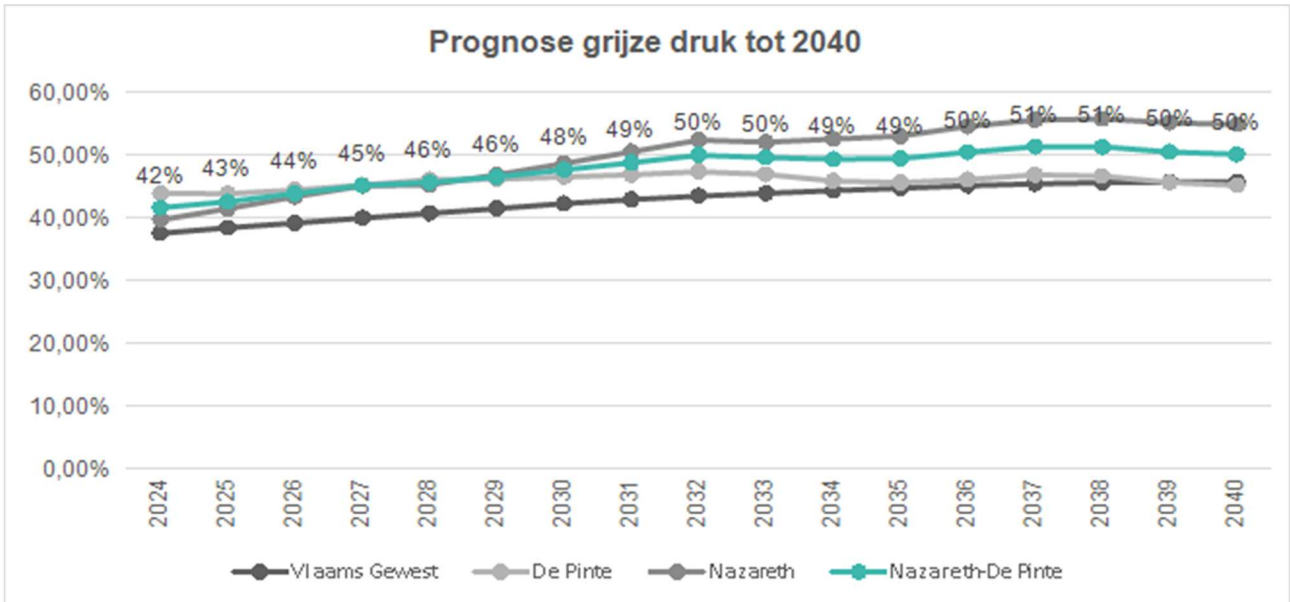 Prognose grijze druk tot 2040
60,00%
50,00%
40,00%
30,00%
20,00%
10,00%
0,00%
42% 43% 44% 45% 46% 46% 48% 49% 50% 50% 49% 49% 50% 51% 51% 50% 50%
2024 2025 2026 2027 2028 2029 2030 2031 2032 2033 2034 2035 2036 2037 2038 2039 2040
Vlaams Gewest De Pinte Nazareth Nazareth-De Pinte